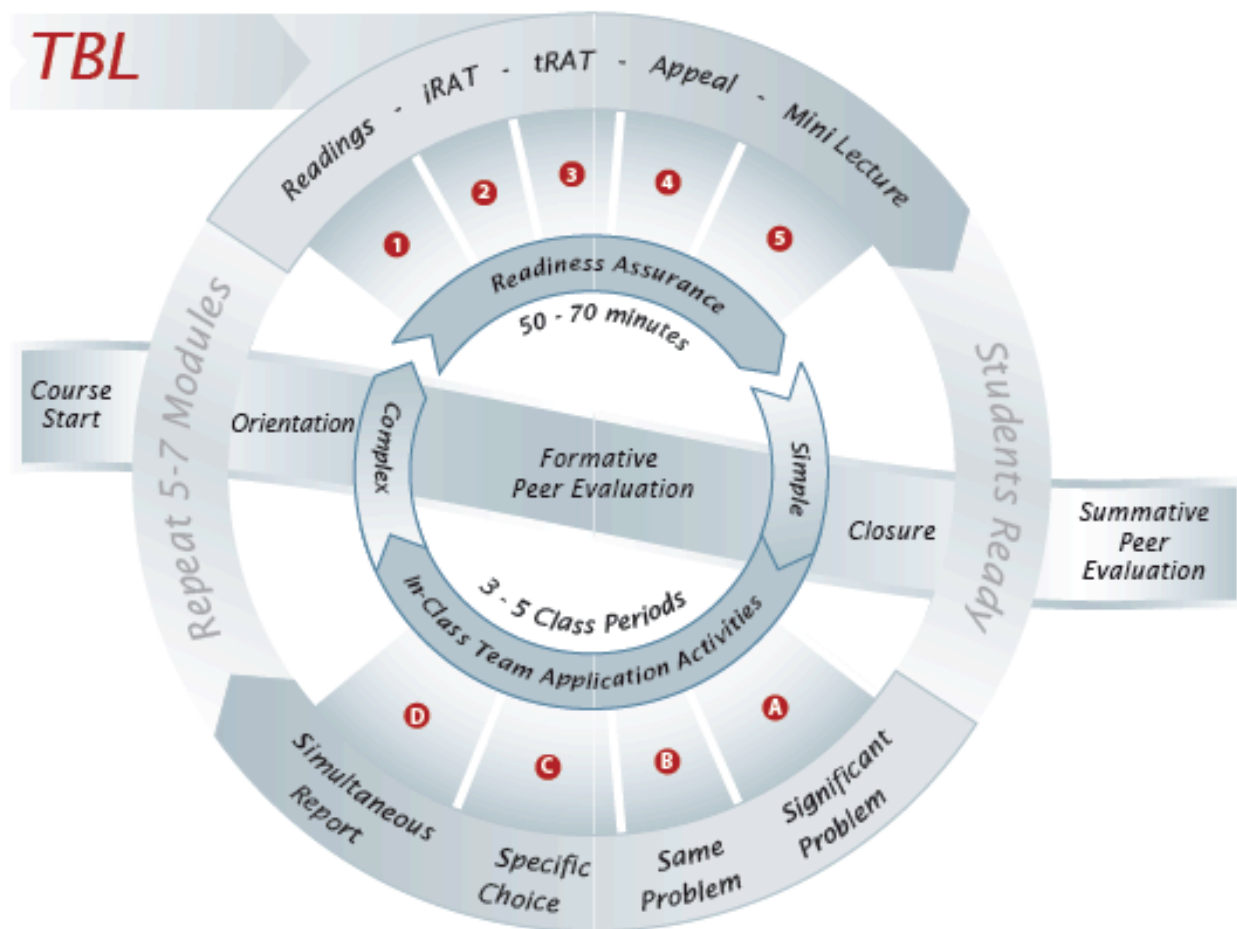 TBL
Readings - iRAT - tRAT - Appeal - Mini Lecture
1
2
3
4
5
Readiness Assurance
50 - 70 minutes
Repeat 5-7 Modules
Students Ready
Course
Start
Orientation
Complex
Formative
Peer Evaluation
Simple
Closure
Summative
Peer
Evaluation
3 - 5 Class Periods
In-Class Team Application Activities
D
C
B
A
Simultaneous
Report
Specific
Choice
Same
Problem
Significant
Problem